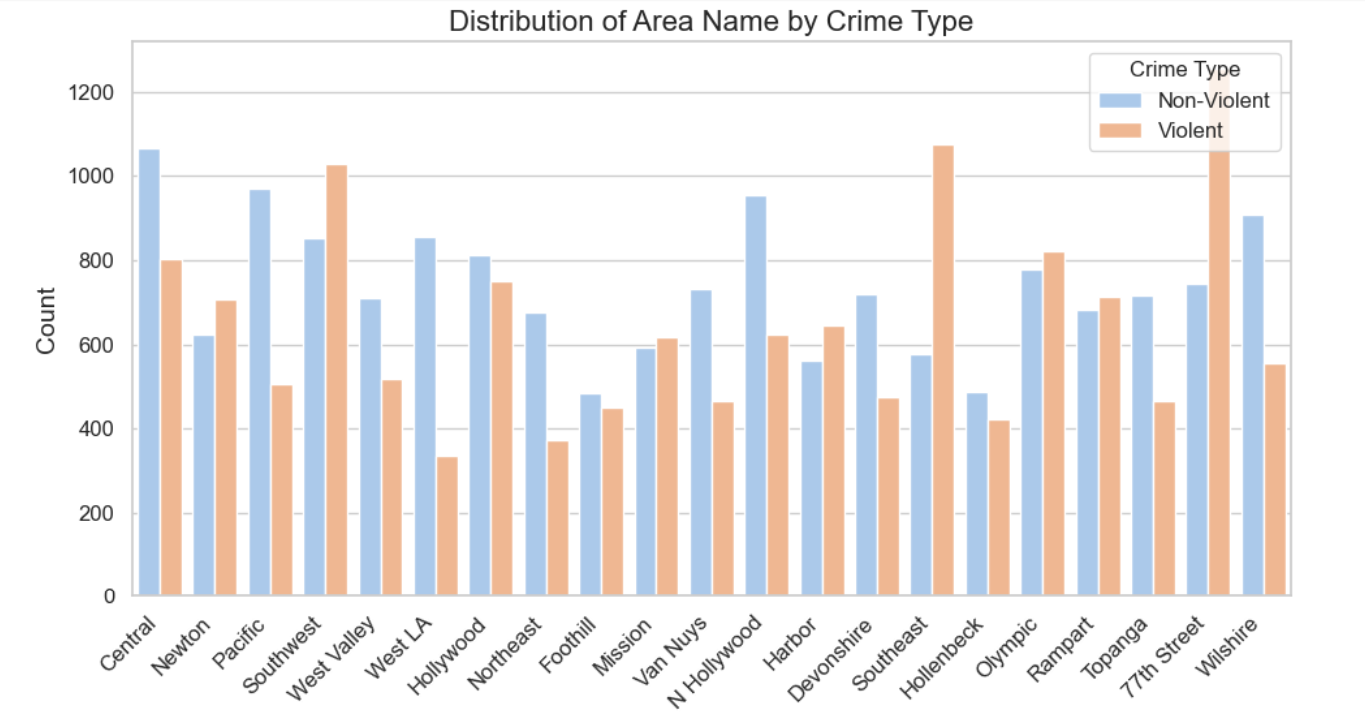 Distribution of Area Name by Crime Type
Crime Type
Non-Violent
Violent
Count
1200
1000
800
600
400
200
0
Central
Newton
Pacific
Southwest
West Valley
West LA
Hollywood
Northeast
Foothill
Mission
Van Nuys
N Hollywood
Harbor
Devonshire
Southeast
Hollenbeck
Olympic
Rampart
Topanga
77th Street
Wilshire